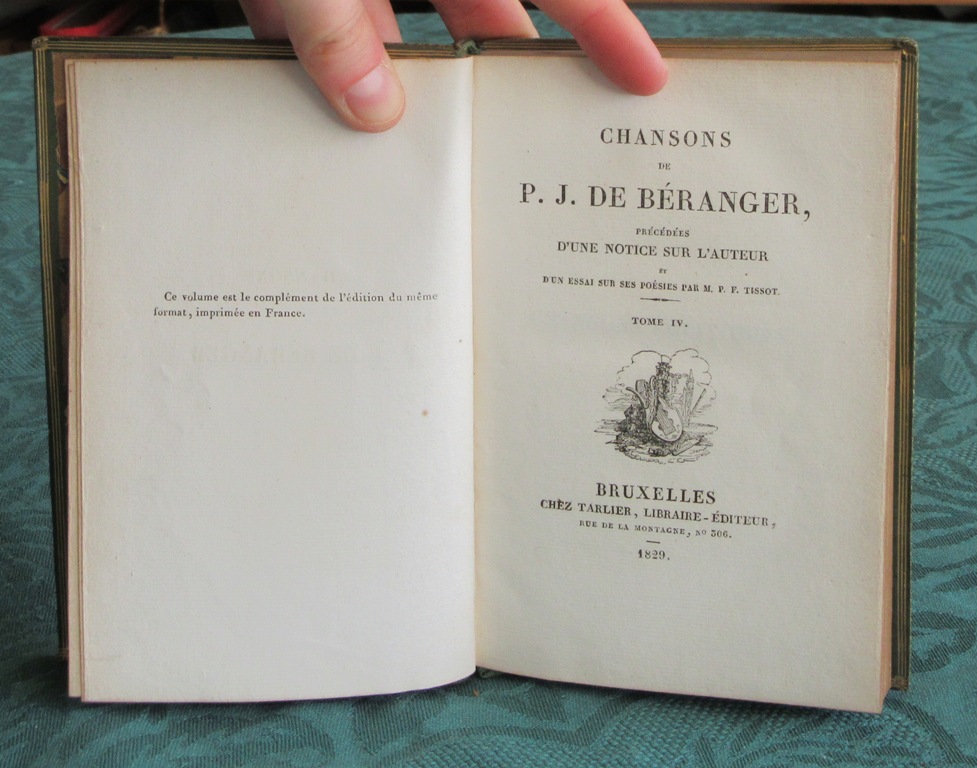 Ce volume est le complément de l'édition du même
format, imprimée en France.
CHANSONS
DE
P. J. DE BÉRANGER,
PRÉCÉDÉES
D'UNE NOTICE SUR L'AUTEUR
ET
D'UN ESSAI SUR SES POÉSIES PAR M. P. F. TISSOT.
TOME IV.
BRUXELLES
CHEZ TARLIER, LIBRAIRE-ÉDITEUR,
RUE DE LA MONTAGNE, Nº 306.
1829.